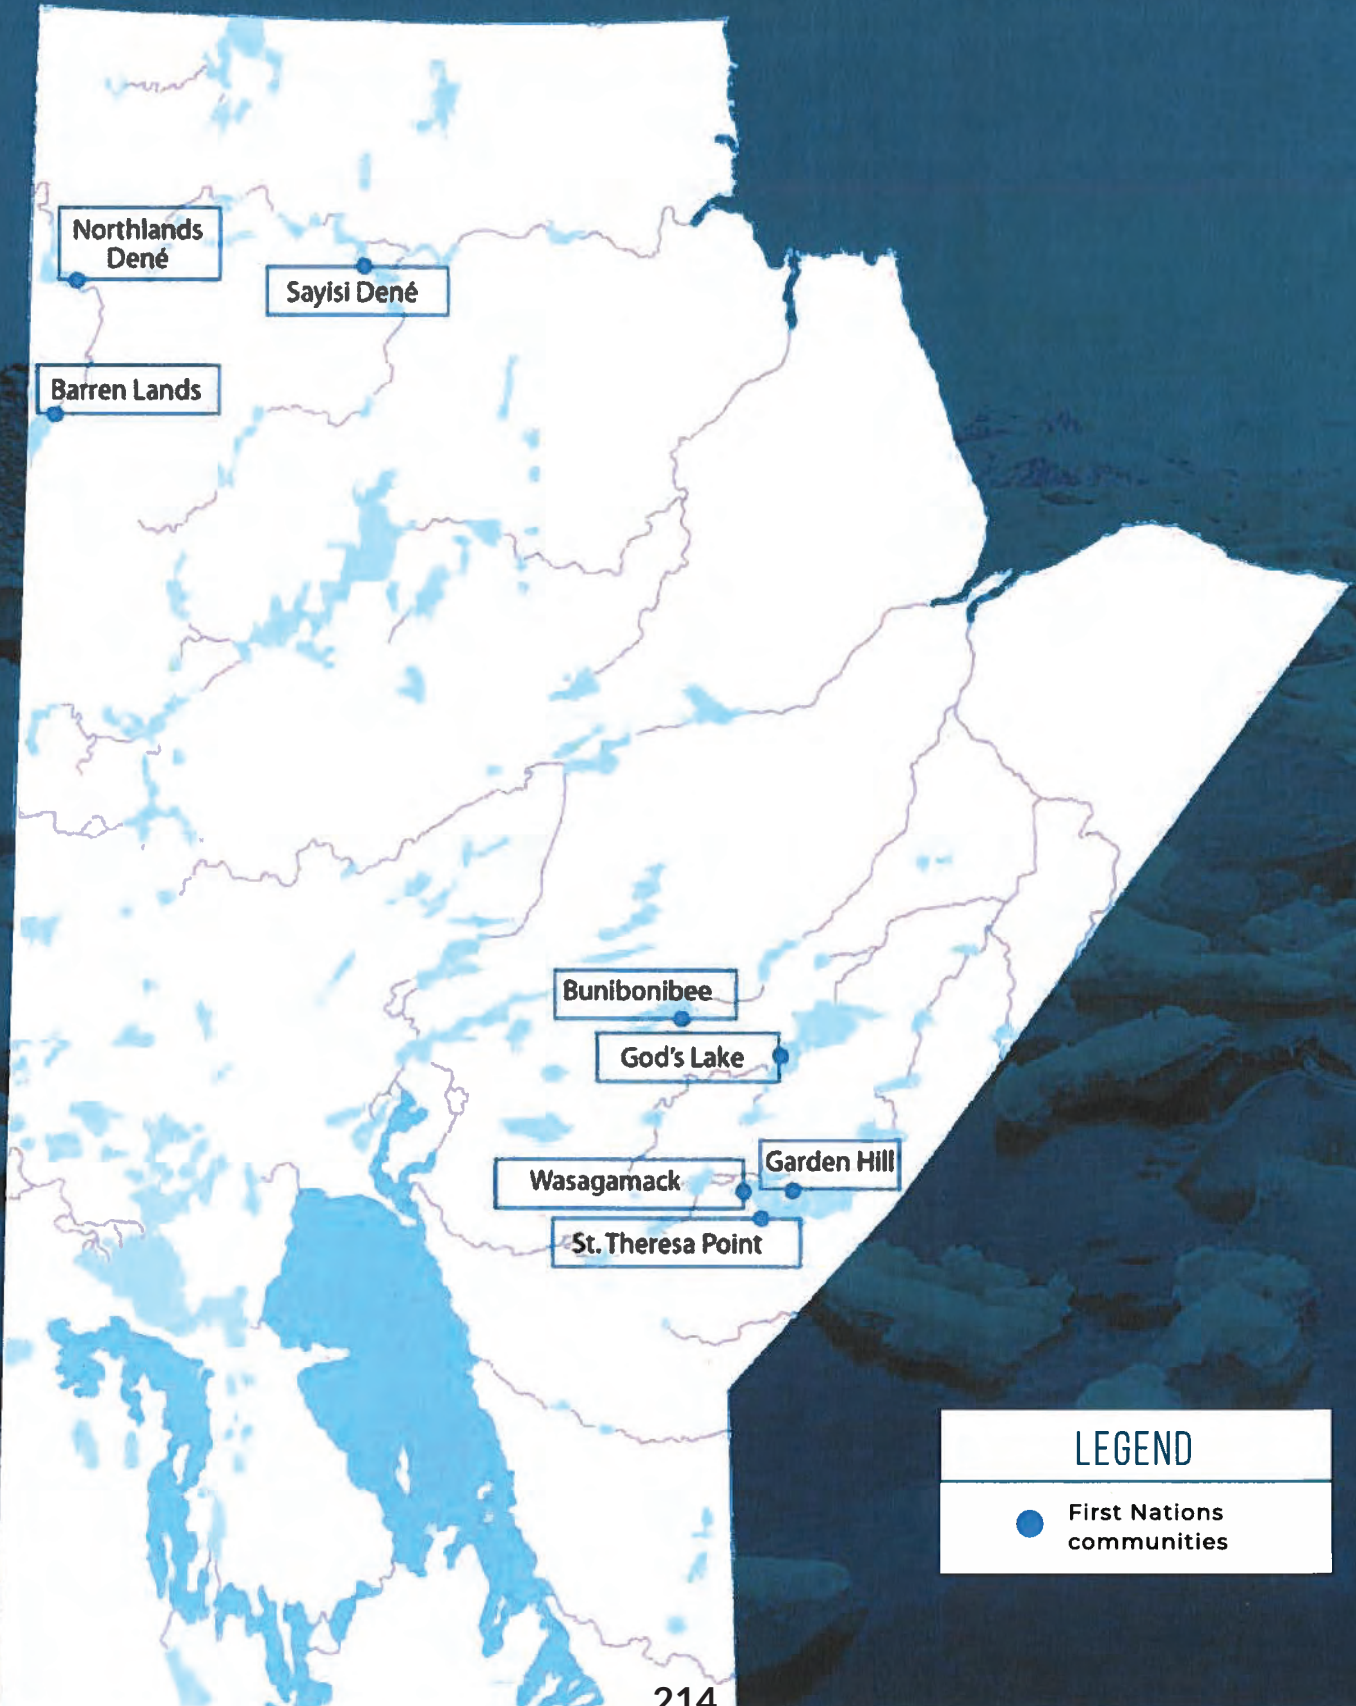 Northlands
Dené
Sayisi Dené
Barren Lands
Bunibonibee
God's Lake
Garden Hill
Wasagamack
St. Theresa Point
LEGEND
First Nations
communities
214